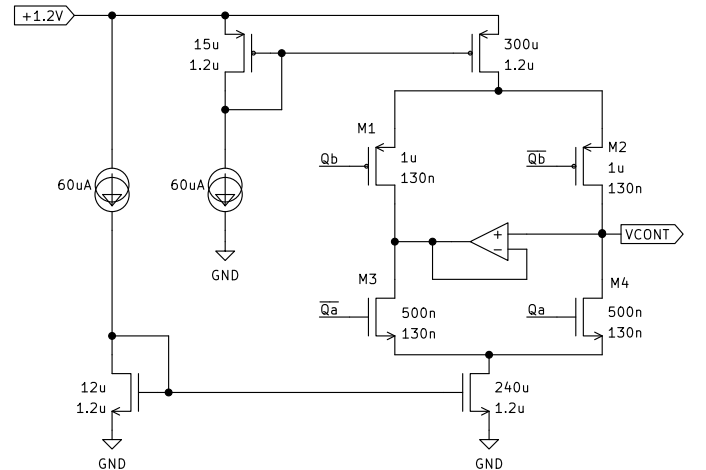 +1.2V
15u
1.2u
300u
1.2u
M1
Qb
1u
130n
Qb
M2
1u
130n
60uA
60uA
GND
+
-
VCONT
M3
Qa
500n
130n
M4
Qa
500n
130n
12u
1.2u
240u
1.2u
GND
GND